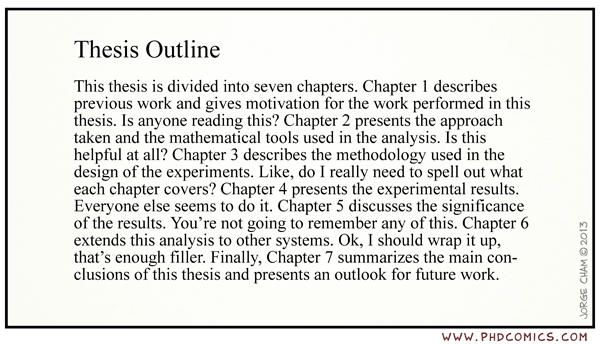 Thesis Outline
This thesis is divided into seven chapters. Chapter 1 describes
previous work and gives motivation for the work performed in this
thesis. Is anyone reading this? Chapter 2 presents the approach
taken and the mathematical tools used in the analysis. Is this
helpful at all? Chapter 3 describes the methodology used in the
design of the experiments. Like, do I really need to spell out what
each chapter covers? Chapter 4 presents the experimental results.
Everyone else seems to do it. Chapter 5 discusses the significance
of the results. You're not going to remember any of this. Chapter 6
extends this analysis to other systems. Ok, I should wrap it up,
that's enough filler. Finally, Chapter 7 summarizes the main con-
clusions of this thesis and presents an outlook for future work.
JORGE CHAM © 2013
WWW.PHDCOMICS.COM